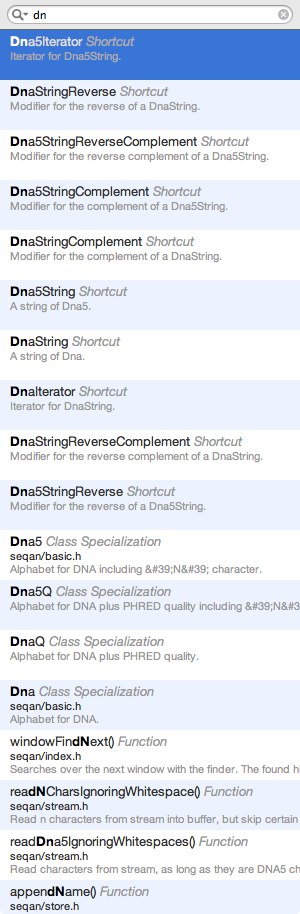 dn
Dna5Iterator Shortcut
Iterator for Dna5String.
DnaStringReverse Shortcut
Modifier for the reverse of a DnaString.
Dna5StringReverseComplement Shortcut
Modifier for the reverse complement of a Dna5String.
Dna5StringComplement Shortcut
Modifier for the complement of a Dna5String.
DnaStringComplement Shortcut
Modifier for the complement of a DnaString.
Dna5String Shortcut
A string of Dna5.
DnaString Shortcut
A string of Dna.
DnaIterator Shortcut
Iterator for DnaString.
DnaStringReverseComplement Shortcut
Modifier for the reverse complement of a DnaString.
Dna5StringReverse Shortcut
Modifier for the reverse of a Dna5String.
Dna5 Class Specialization
seqan/basic.h
Alphabet for DNA including &#39;N&#39; character.
Dna5Q Class Specialization
Alphabet for DNA plus PHRED quality including &#39;N&#3
DnaQ Class Specialization
Alphabet for DNA plus PHRED quality.
Dna Class Specialization
seqan/basic.h
Alphabet for DNA.
windowFindNext() Function
seqan/index.h
Searches over the next window with the finder. The found hi
readNCharsIgnoringWhitespace() Function
seqan/stream.h
Read n characters from stream into buffer, but skip certain
readDna5IgnoringWhitespaces() Function
seqan/stream.h
Read characters from stream, as long as they are DNA5 ch
appendName() Function
seqan/store.h